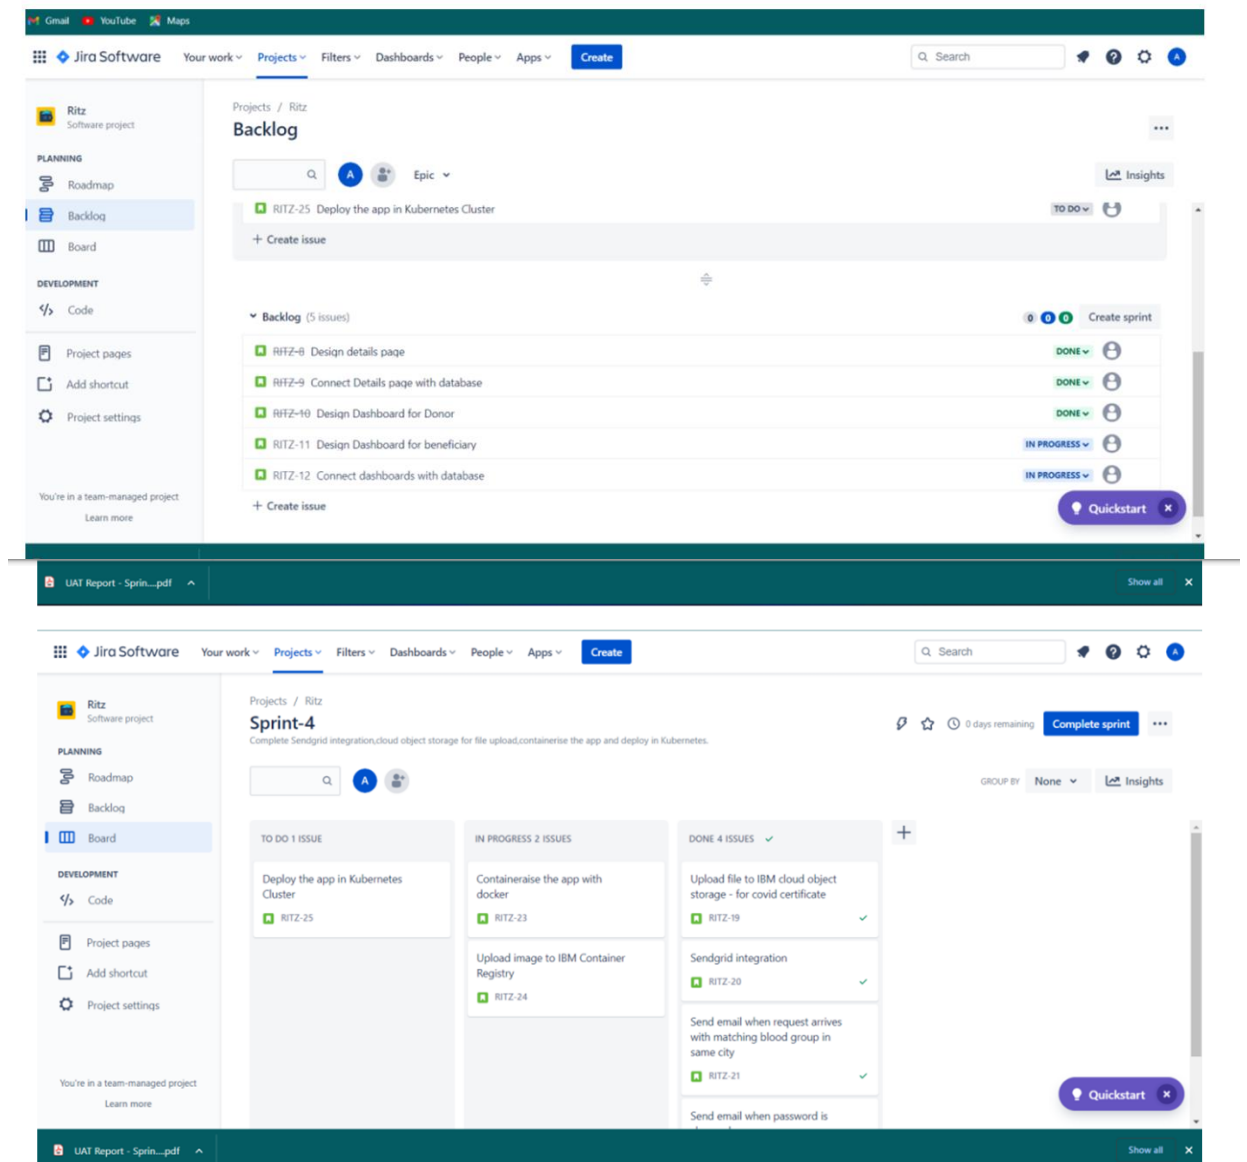 Gmail YouTube Maps
Jira Software Your work Projects Filters Dashboards People Apps Create Search A
Ritz
Software project
PLANNING
Roadmap
Backlog
Board
DEVELOPMENT
Code
Project pages
Add shortcut
Project settings
You're in a team-managed project
Learn more
Projects / Ritz
Backlog
A Epic Insights
RITZ-25 Deploy the app in Kubernetes Cluster TO DO
+ Create issue
Backlog (5 issues) 0 0 0 Create sprint
RITZ-8 Design details page DONE
RITZ-9 Connect Details page with database DONE
RITZ-10 Design Dashboard for Donor DONE
RITZ-11 Design Dashboard for beneficiary IN PROGRESS
RITZ-12 Connect dashboards with database IN PROGRESS
+ Create issue
Quickstart
UAT Report - Sprin....pdf Show all
Jira Software Your work Projects Filters Dashboards People Apps Create Search A
Ritz
Software project
PLANNING
Roadmap
Backlog
Board
DEVELOPMENT
Code
Project pages
Add shortcut
Project settings
You're in a team-managed project
Learn more
Projects / Ritz
Sprint-4 0 days remaining Complete sprint
Complete Sendgrid integration,cloud object storage for file upload,containerise the app and deploy in Kubernetes.
A GROUP BY None Insights
TO DO 1 ISSUE
Deploy the app in Kubernetes
Cluster
RITZ-25
IN PROGRESS 2 ISSUES
Containeraise the app with
docker
RITZ-23
Upload image to IBM Container
Registry
RITZ-24
DONE 4 ISSUES
Upload file to IBM cloud object
storage - for covid certificate
RITZ-19
Sendgrid integration
RITZ-20
Send email when request arrives
with matching blood group in
same city
RITZ-21
Send email when password is
Quickstart
UAT Report - Sprin....pdf Show all